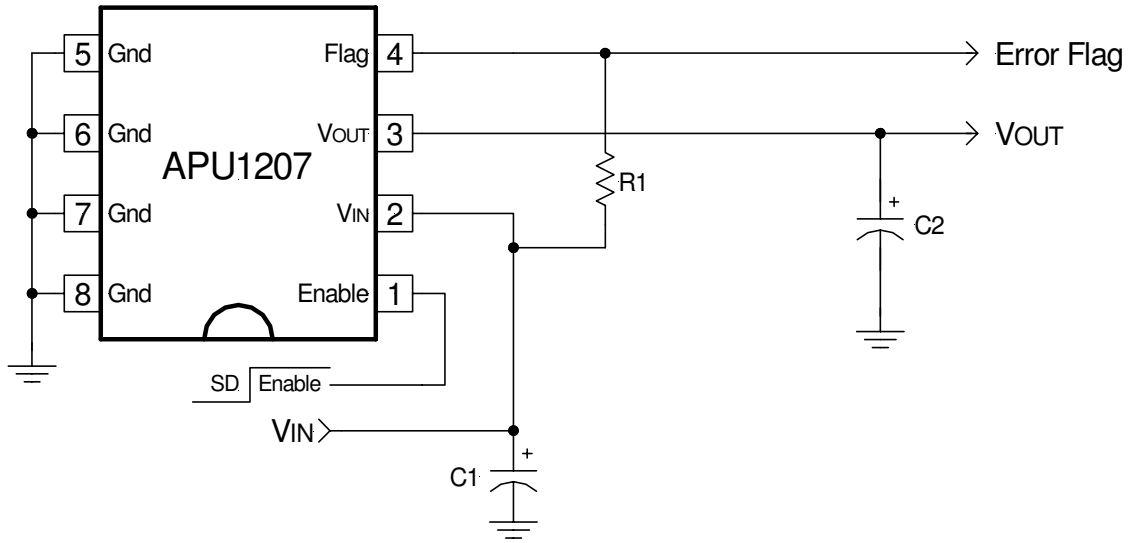 5 Gnd Flag 4 Error Flag
6 Gnd VOUT 3 VOUT
APU1207
R1
7 Gnd VIN 2
+
C2
8 Gnd Enable 1
SD Enable
VIN
+
C1